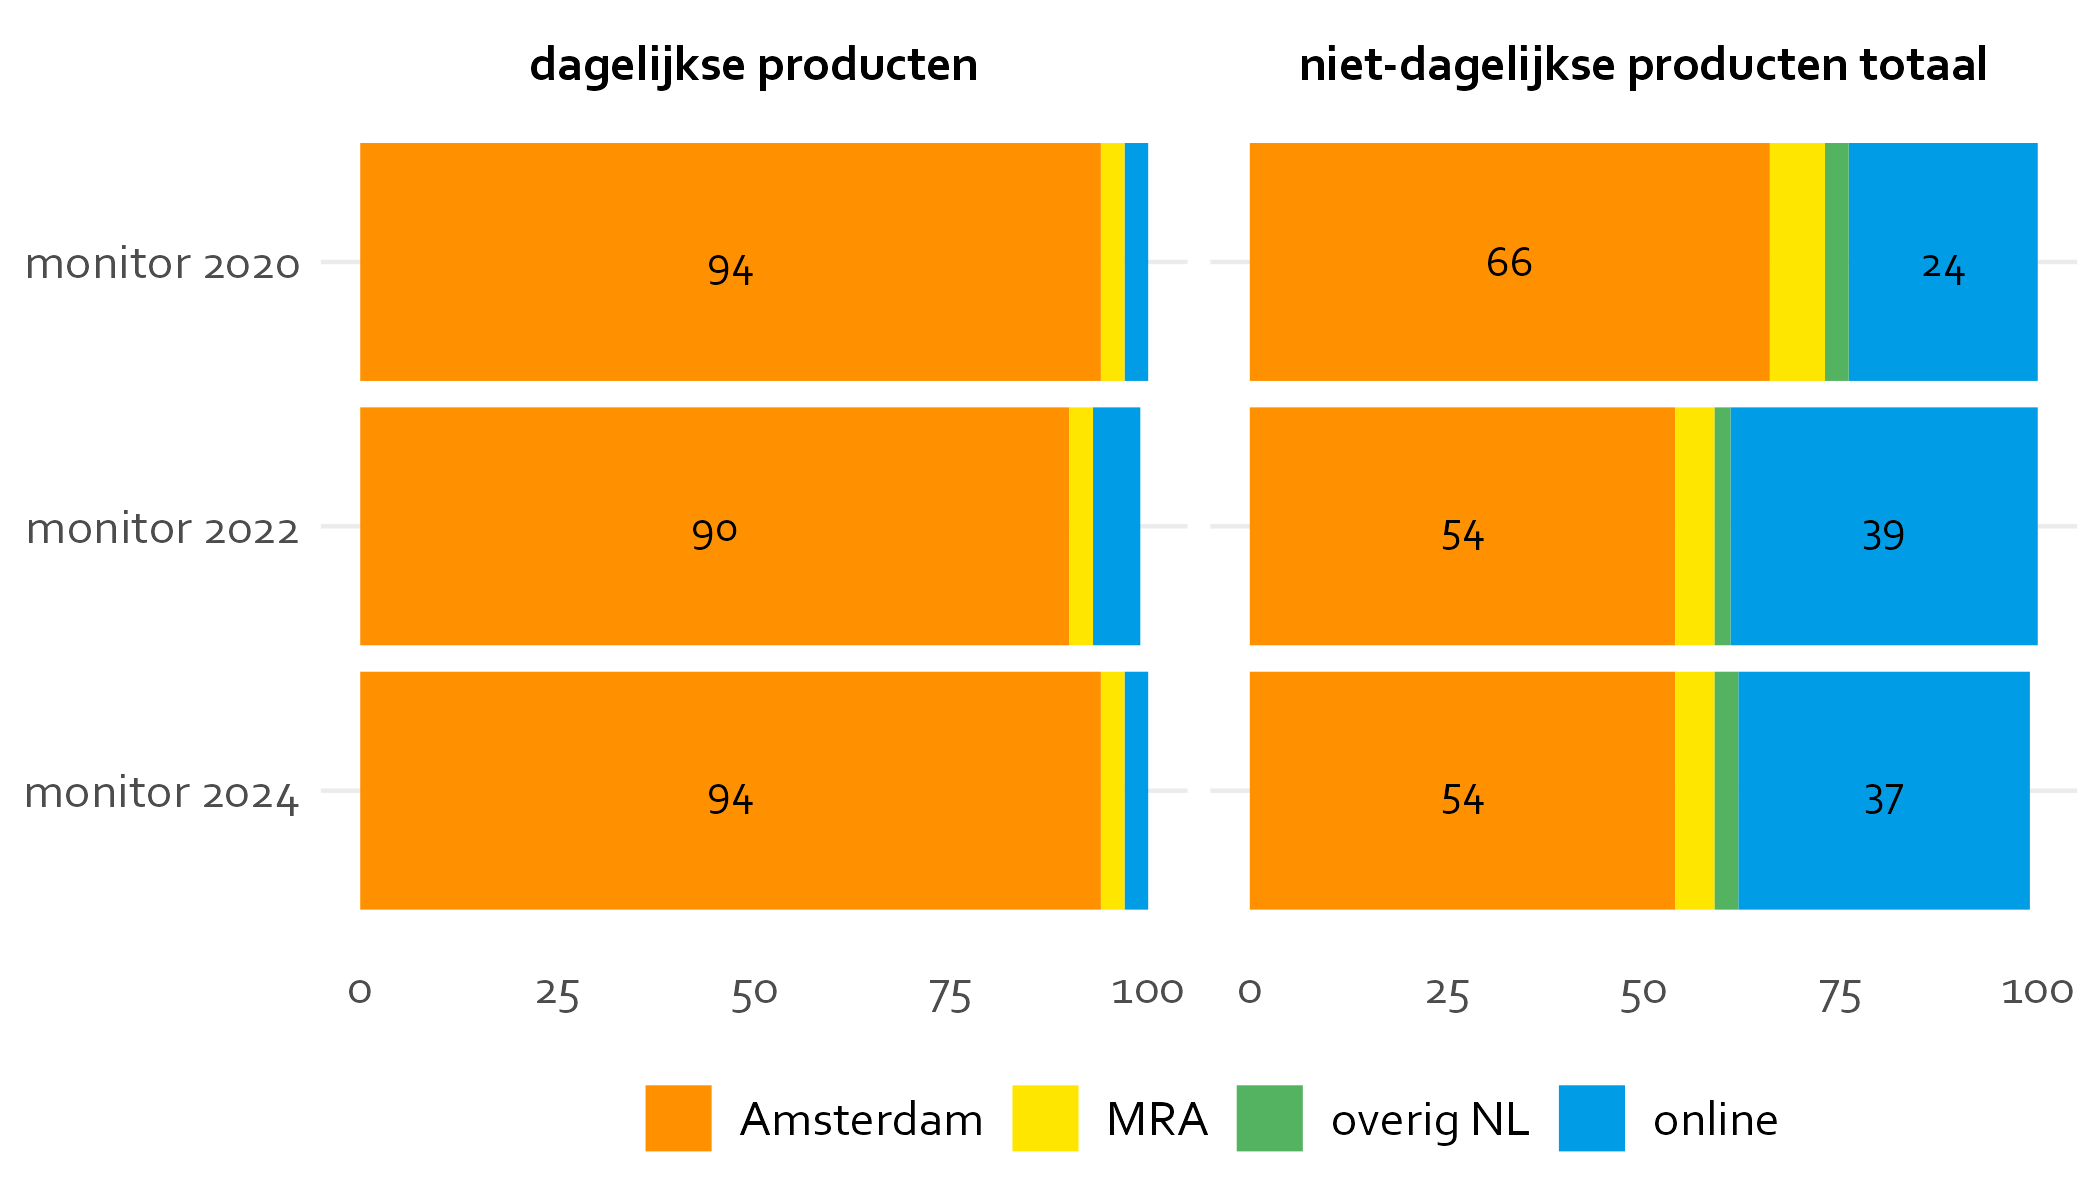 dagelijkse producten
niet-dagelijkse producten totaal
monitor 2020
94
66
24
monitor 2022
90
54
39
monitor 2024
94
54
37
0 25 50 75 100
0 25 50 75 100
Amsterdam MRA overig NL online